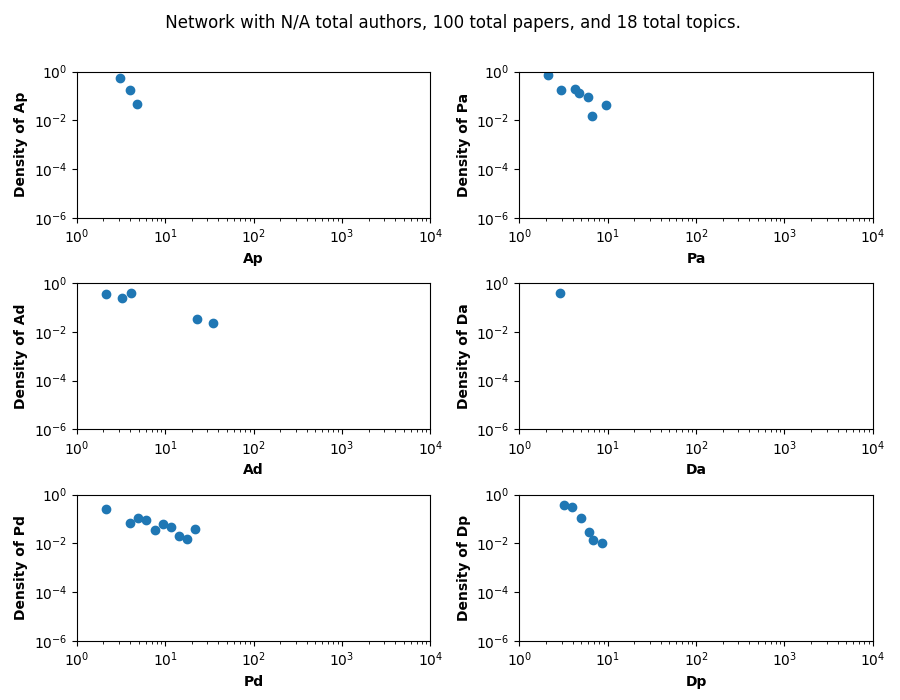 Network with N/A total authors, 100 total papers, and 18 total topics.
Density of Ap
10^0
10^-2
10^-4
10^-6
10^0 10^1 10^2 10^3 10^4
Ap
Density of Pa
10^0
10^-2
10^-4
10^-6
10^0 10^1 10^2 10^3 10^4
Pa
Density of Ad
10^0
10^-2
10^-4
10^-6
10^0 10^1 10^2 10^3 10^4
Ad
Density of Da
10^0
10^-2
10^-4
10^-6
10^0 10^1 10^2 10^3 10^4
Da
Density of Pd
10^0
10^-2
10^-4
10^-6
10^0 10^1 10^2 10^3 10^4
Pd
Density of Dp
10^0
10^-2
10^-4
10^-6
10^0 10^1 10^2 10^3 10^4
Dp